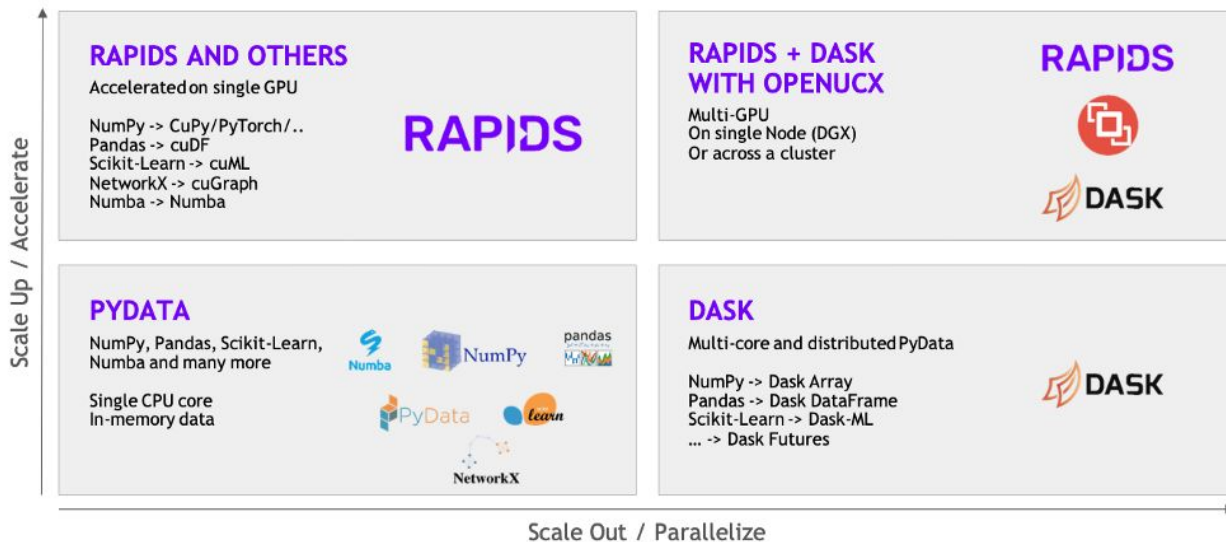 Scale Up / Accelerate
RAPIDS AND OTHERS
Accelerated on single GPU
NumPy -> CuPy/PyTorch/..
Pandas -> cuDF
Scikit-Learn -> cuML
NetworkX -> cuGraph
Numba -> Numba
RAPIDS
RAPIDS + DASK
WITH OPENUCX
Multi-GPU
On single Node (DGX)
Or across a cluster
RAPIDS
DASK
PYDATA
NumPy, Pandas, Scikit-Learn,
Numba and many more
Single CPU core
In-memory data
Numba
NumPy
pandas
PyData
learn
NetworkX
DASK
Multi-core and distributed PyData
NumPy -> Dask Array
Pandas -> Dask DataFrame
Scikit-Learn -> Dask-ML
... -> Dask Futures
DASK
Scale Out / Parallelize